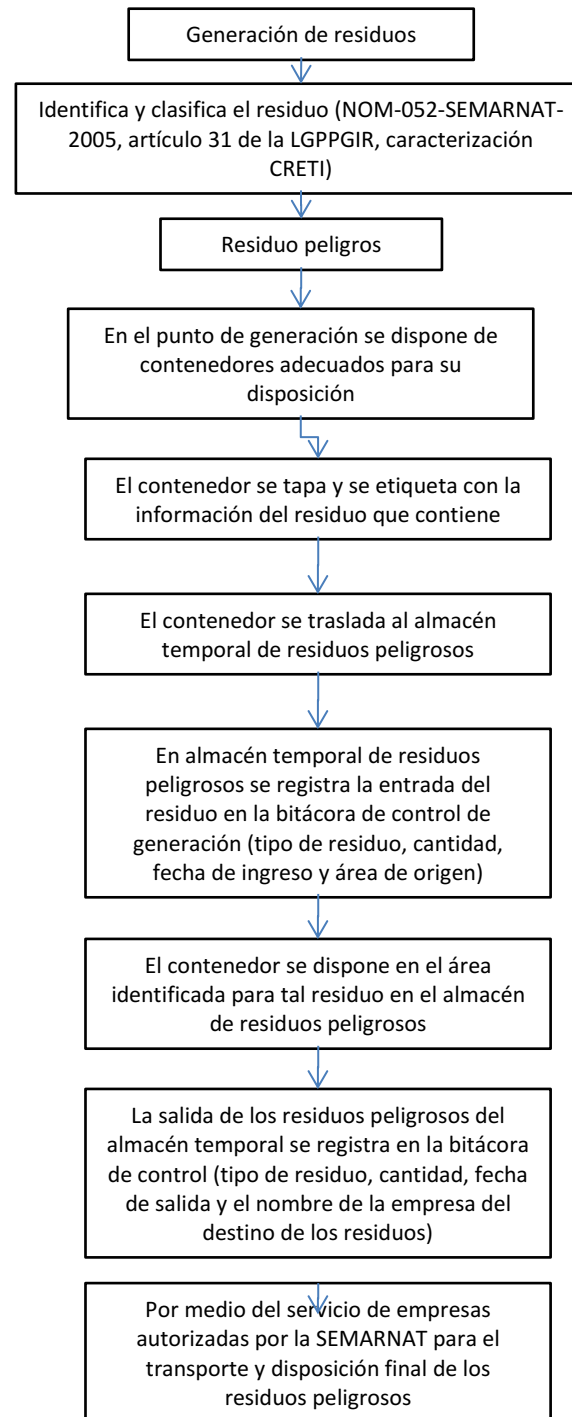 Generación de residuos
Identifica y clasifica el residuo (NOM-052-SEMARNAT-
2005, artículo 31 de la LGPPGIR, caracterización
CRETI)
Residuo peligros
En el punto de generación se dispone de
contenedores adecuados para su
disposición
El contenedor se tapa y se etiqueta con la
información del residuo que contiene
El contenedor se traslada al almacén
temporal de residuos peligrosos
En almacén temporal de residuos
peligrosos se registra la entrada del
residuo en la bitácora de control de
generación (tipo de residuo, cantidad,
fecha de ingreso y área de origen)
El contenedor se dispone en el área
identificada para tal residuo en el almacén
de residuos peligrosos
La salida de los residuos peligrosos del
almacén temporal se registra en la bitácora
de control (tipo de residuo, cantidad, fecha
de salida y el nombre de la empresa del
destino de los residuos)
Por medio del servicio de empresas
autorizadas por la SEMARNAT para el
transporte y disposición final de los
residuos peligrosos